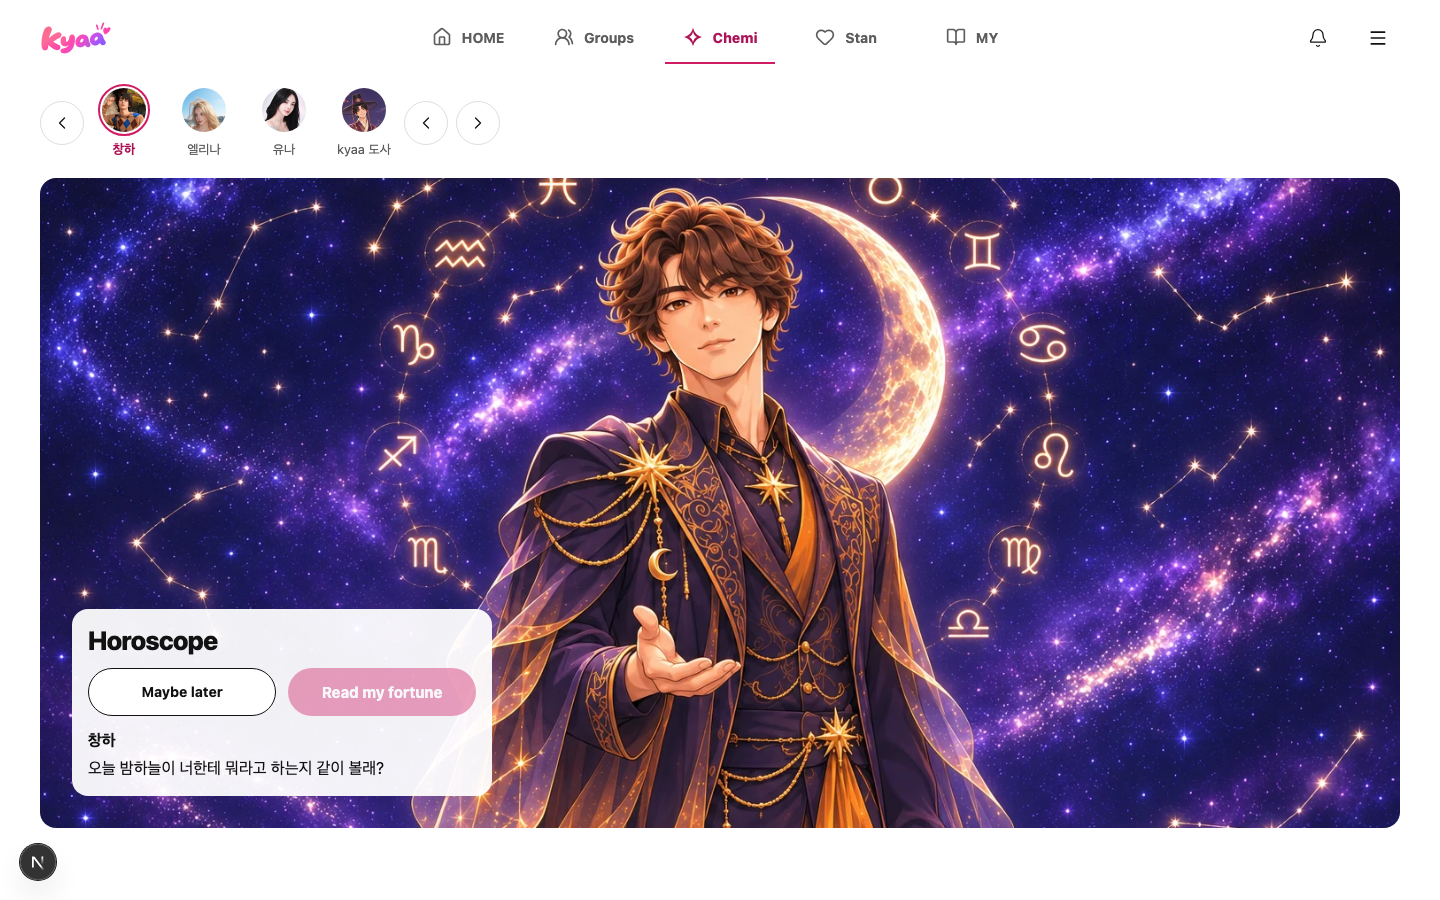 kyaa
HOME
Groups
Chemi
Stan
MY
창하
엘리나
유나
kyaa 도사
♓
♉
♒
♊
♑
♋
♐
♌
♏
♍
♎
Horoscope
Maybe later
Read my fortune
창하
오늘 밤하늘이 너한테 뭐라고 하는지 같이 볼래?
N